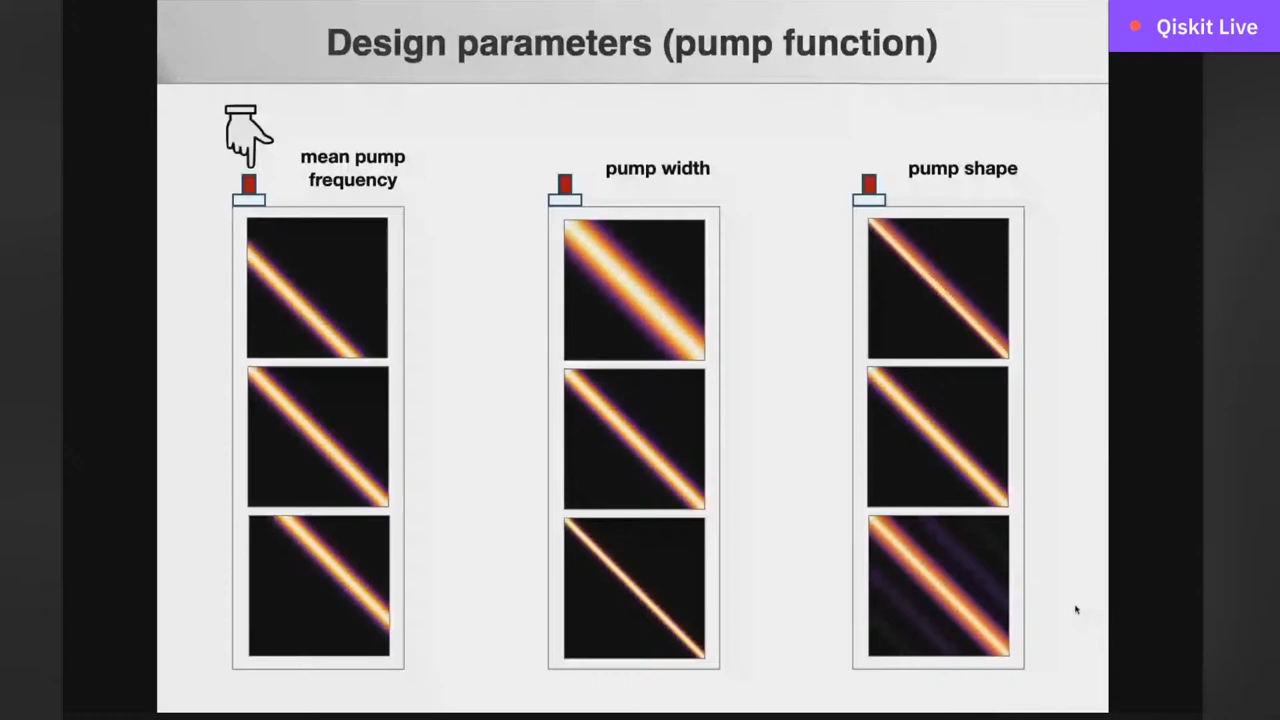 Design parameters (pump function)
Qiskit Live
mean pump
frequency
pump width
pump shape